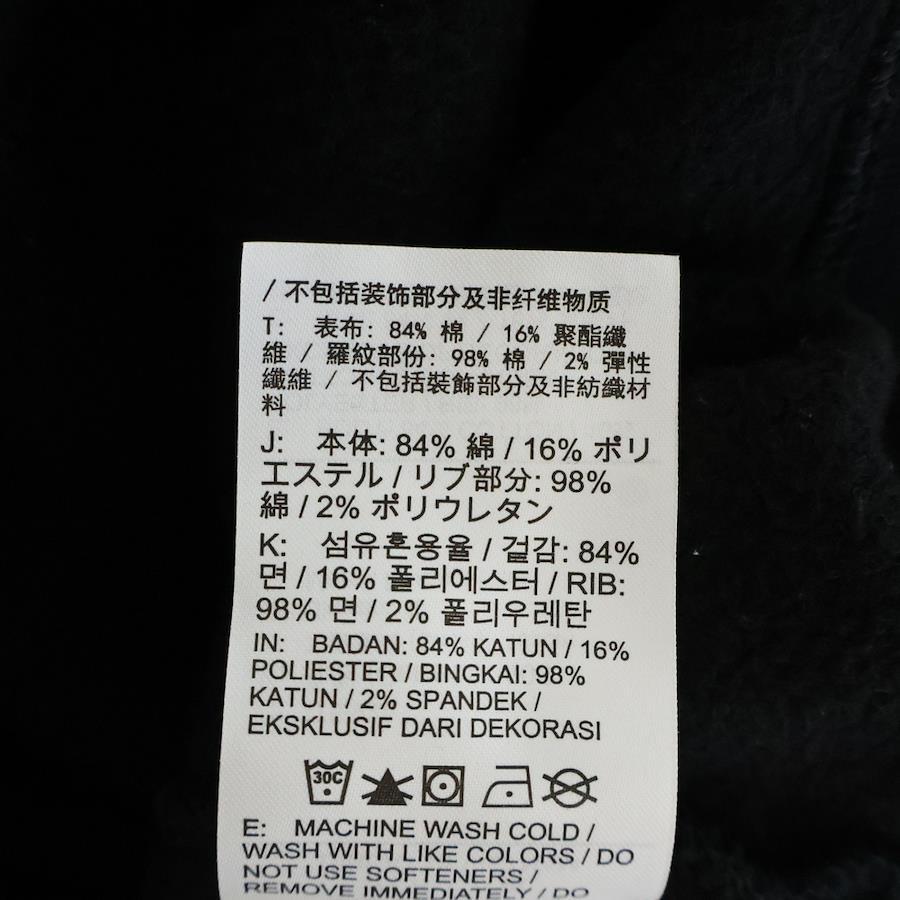 / 不包括装饰部分及非纤维物质
T: 表布: 84% 棉 / 16% 聚酯纖
維 / 羅紋部份: 98% 棉 / 2% 彈性
纖維 / 不包括裝飾部分及非紡織材
料
J: 本体: 84% 綿 / 16% ポリ
エステル / リブ部分: 98%
綿 / 2% ポリウレタン
K: 섬유혼용율 / 겉감: 84%
면 / 16% 폴리에스터 / RIB:
98% 면 / 2% 폴리우레탄
IN: BADAN: 84% KATUN / 16%
POLIESTER / BINGKAI: 98%
KATUN / 2% SPANDEK /
EKSKLUSIF DARI DEKORASI
30C
E: MACHINE WASH COLD /
WASH WITH LIKE COLORS / DO
NOT USE SOFTENERS /
REMOVE IMMEDIATELY / DO